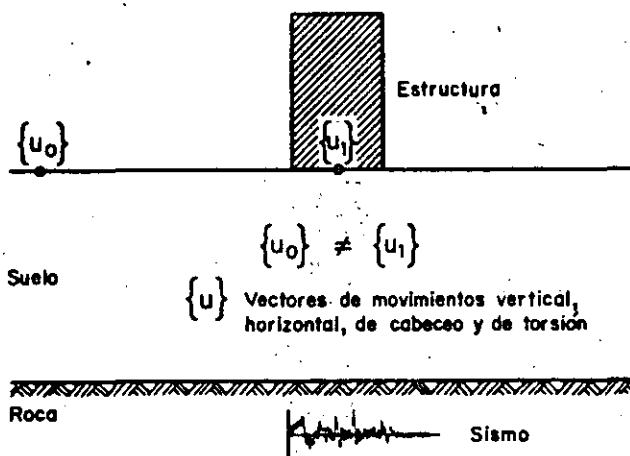 Estructura
{u₀}
{u₁}
{u₀} ≠ {u₁}
Suelo
{u} Vectores de movimientos vertical,
horizontal, de cabeceo y de torsión
Roca
Sismo